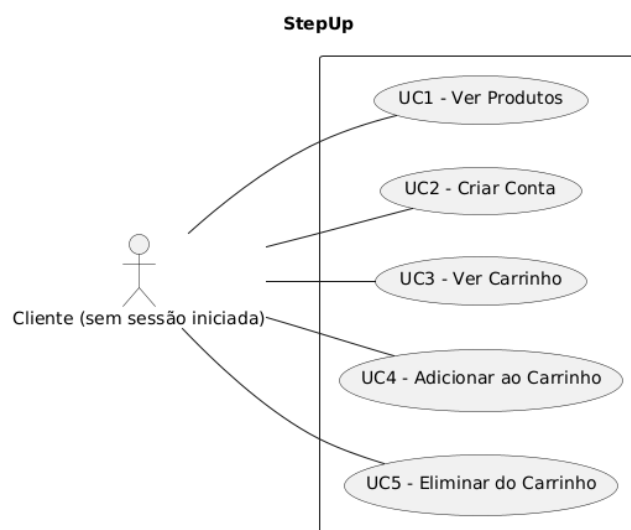 StepUp
UC1 - Ver Produtos
UC2 - Criar Conta
UC3 - Ver Carrinho
Cliente (sem sessão iniciada)
UC4 - Adicionar ao Carrinho
UC5 - Eliminar do Carrinho